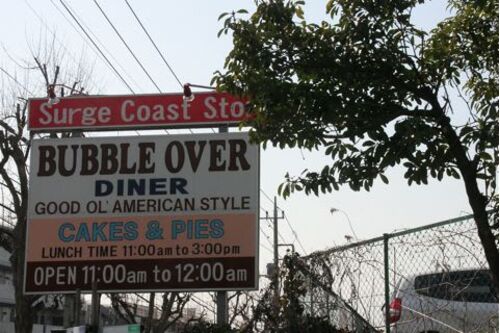 Surge Coast Sto
BUBBLE OVER
DINER
GOOD OL' AMERICAN STYLE
CAKES & PIES
LUNCH TIME 11:00am to 3:00pm
OPEN 11:00am to 12:00am